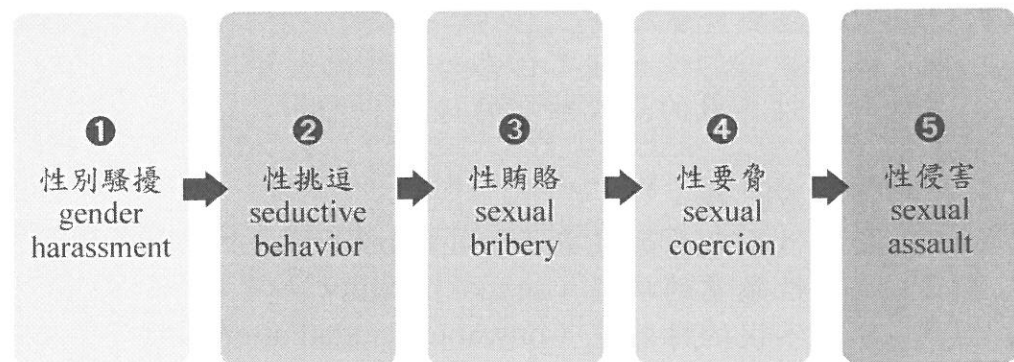 ❶
性別騷擾
gender
harassment
❷
性挑逗
seductive
behavior
❸
性賄賂
sexual
bribery
❹
性要脅
sexual
coercion
❺
性侵害
sexual
assault